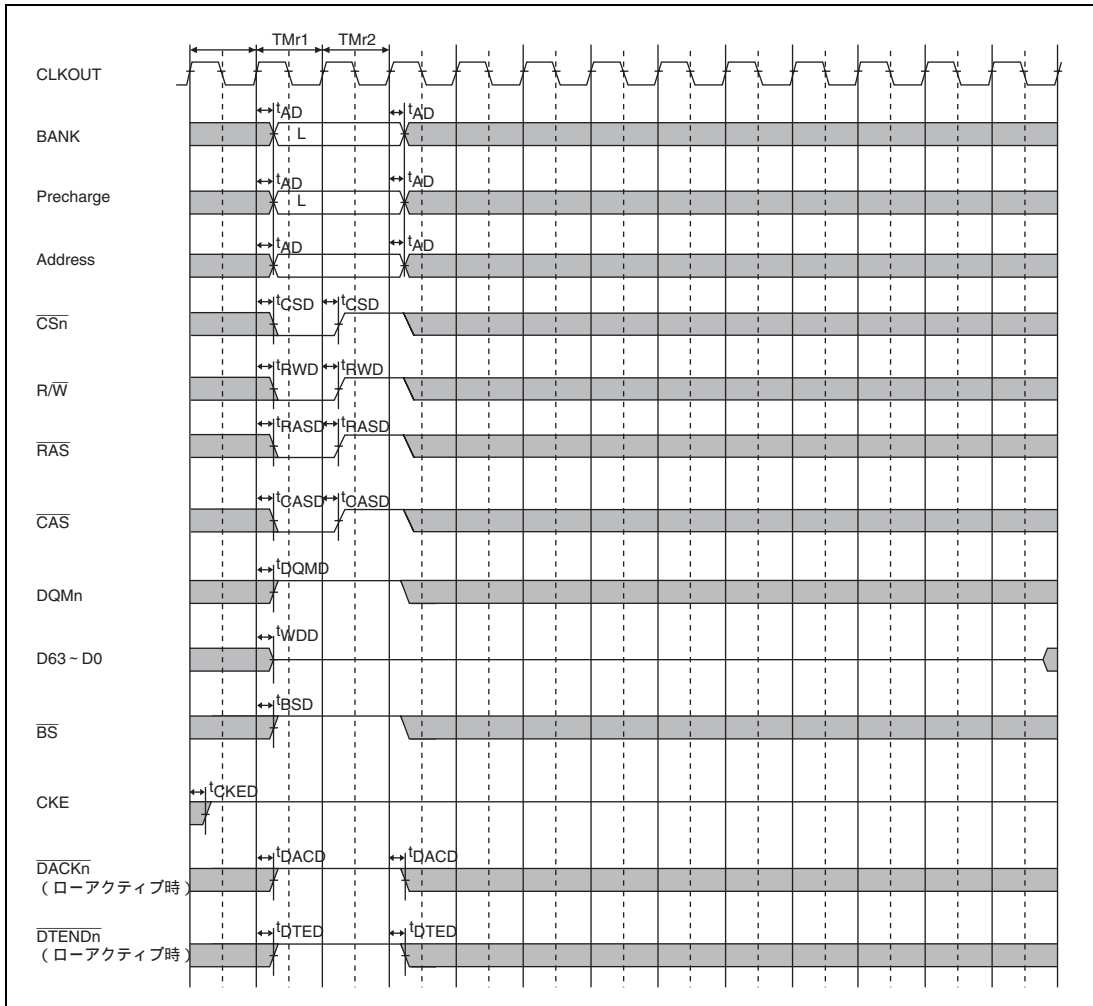 TMr1 TMr2
CLKOUT
tAD tAD
BANK L
tAD tAD
Precharge L
tAD tAD
Address
tCSD tCSD
CSn
tRWD tRWD
R/W
tRASD tRASD
RAS
tCASD tCASD
CAS
tDQMD
DQMn
tWDD
D63 ~ D0
tBSD
BS
tCKED
CKE
tDACD tDACD
DACKn
（ローアクティブ時）
tDTED tDTED
DTENDn
（ローアクティブ時）